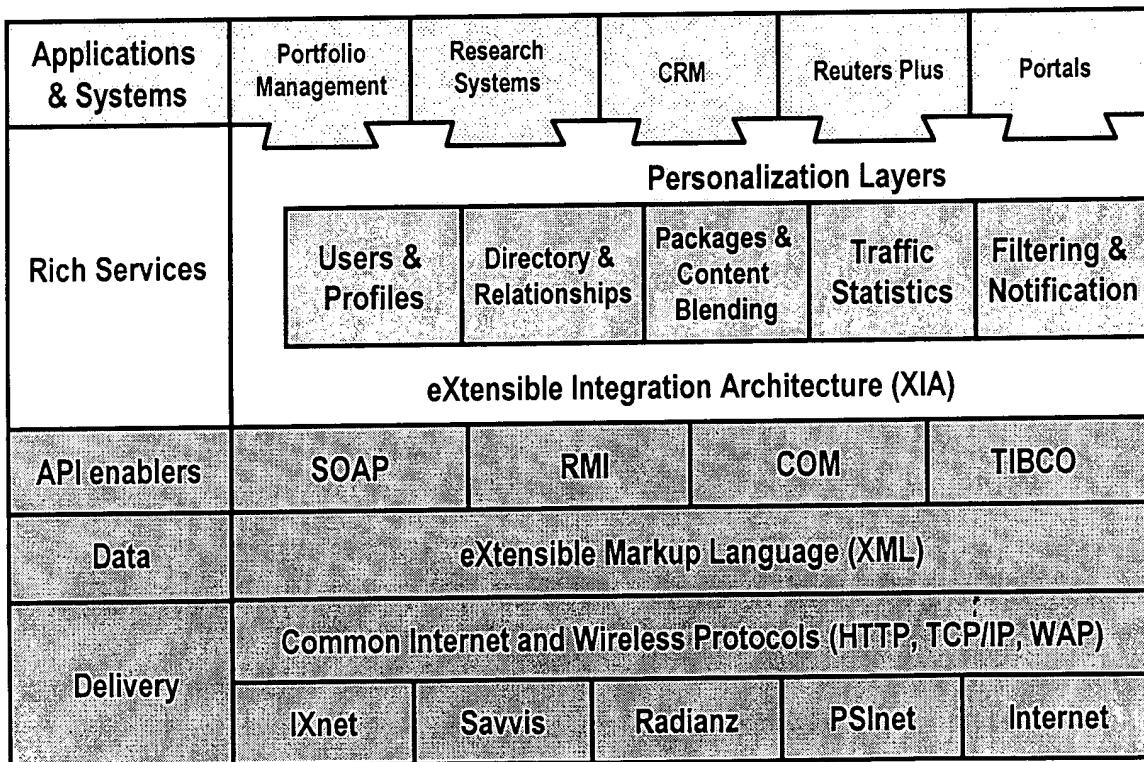 Applications
& Systems
Portfolio
Management
Research
Systems
CRM
Reuters Plus
Portals
Rich Services
Personalization Layers
Users &
Profiles
Directory &
Relationships
Packages &
Content
Blending
Traffic
Statistics
Filtering &
Notification
eXtensible Integration Architecture (XIA)
API enablers
SOAP
RMI
COM
TIBCO
Data
eXtensible Markup Language (XML)
Delivery
Common Internet and Wireless Protocols (HTTP, TCP/IP, WAP)
IXnet
Savvis
Radianz
PSInet
Internet